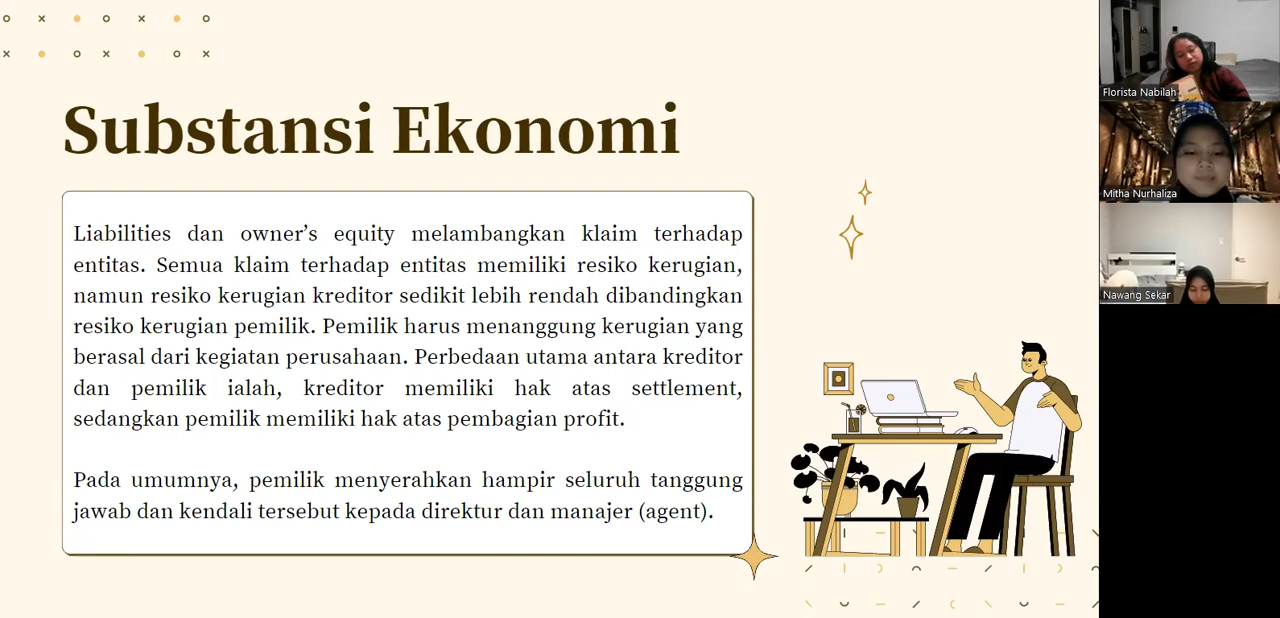 Substansi Ekonomi
Liabilities dan owner’s equity melambangkan klaim terhadap
entitas. Semua klaim terhadap entitas memiliki resiko kerugian,
namun resiko kerugian kreditor sedikit lebih rendah dibandingkan
resiko kerugian pemilik. Pemilik harus menanggung kerugian yang
berasal dari kegiatan perusahaan. Perbedaan utama antara kreditor
dan pemilik ialah, kreditor memiliki hak atas settlement,
sedangkan pemilik memiliki hak atas pembagian profit.
Pada umumnya, pemilik menyerahkan hampir seluruh tanggung
jawab dan kendali tersebut kepada direktur dan manajer (agent).
Florista Nabilah
Mitha Nurhaliza
Nawang Sekar